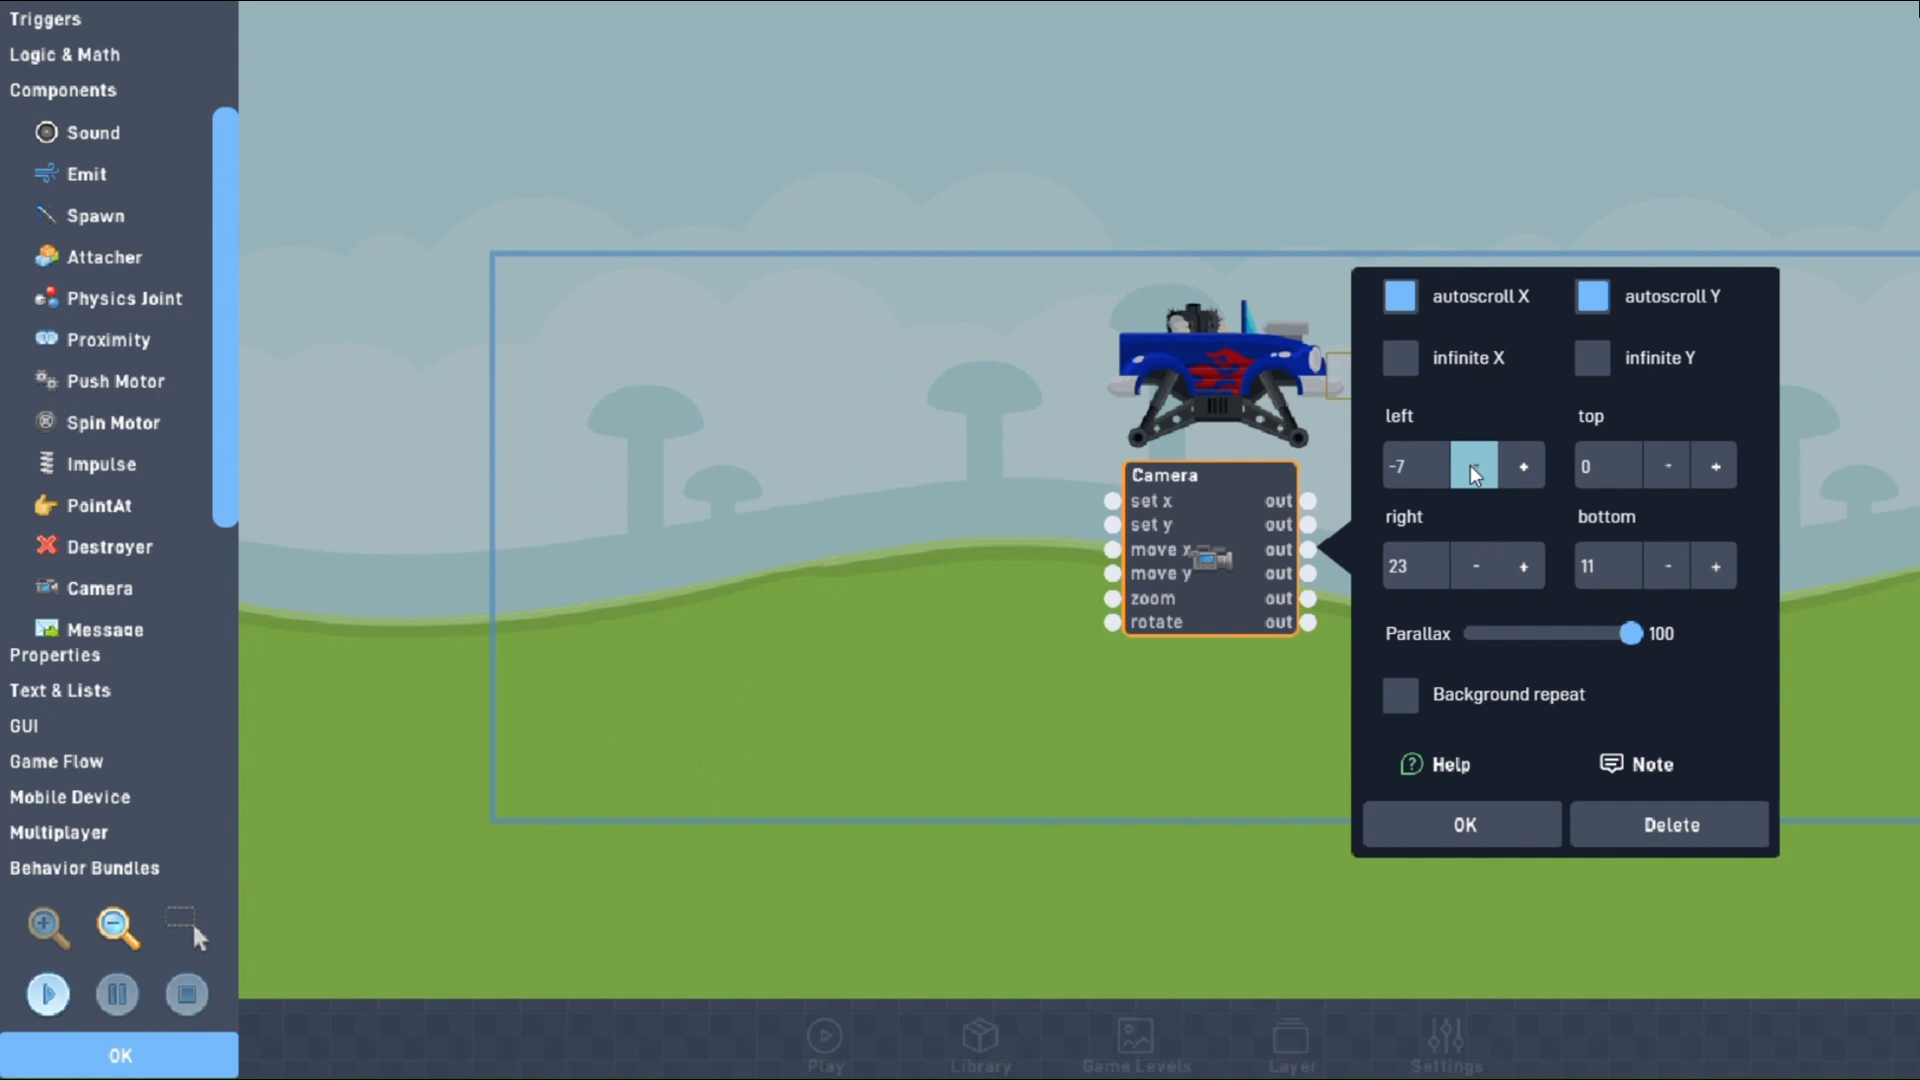 Triggers
Logic & Math
Components
Sound
Emit
Spawn
Attacher
Physics Joint
Proximity
Push Motor
Spin Motor
Impulse
PointAt
Destroyer
Camera
Message
Properties
Text & Lists
GUI
Game Flow
Mobile Device
Multiplayer
Behavior Bundles
OK
Camera
set x out
set y out
move x out
move y out
zoom out
rotate out
autoscroll X autoscroll Y
infinite X infinite Y
left top
-7 - + 0 - +
right bottom
23 - + 11 - +
Parallax 100
Background repeat
? Help Note
OK Delete
Play Library Game Levels Layer Settings